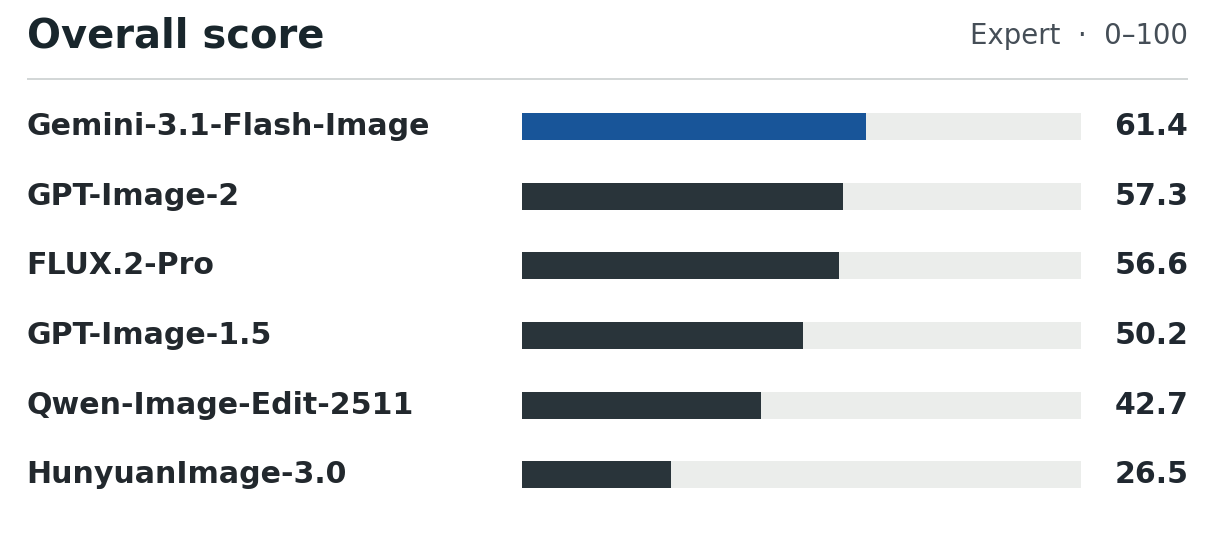 Overall score Expert · 0–100
Gemini-3.1-Flash-Image 61.4
GPT-Image-2 57.3
FLUX.2-Pro 56.6
GPT-Image-1.5 50.2
Qwen-Image-Edit-2511 42.7
HunyuanImage-3.0 26.5